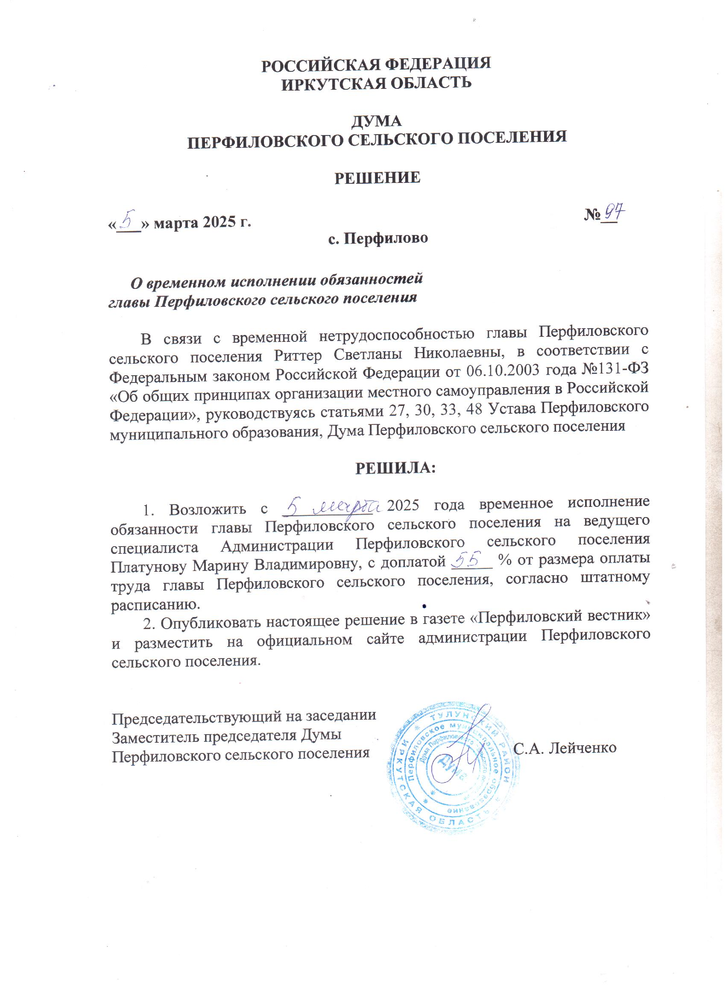 РОССИЙСКАЯ ФЕДЕРАЦИЯ
ИРКУТСКАЯ ОБЛАСТЬ
ДУМА
ПЕРФИЛОВСКОГО СЕЛЬСКОГО ПОСЕЛЕНИЯ
РЕШЕНИЕ
«5» марта 2025 г. №97
с. Перфилово
О временном исполнении обязанностей
главы Перфиловского сельского поселения
В связи с временной нетрудоспособностью главы Перфиловского
сельского поселения Риттер Светланы Николаевны, в соответствии с
Федеральным законом Российской Федерации от 06.10.2003 года №131-ФЗ
«Об общих принципах организации местного самоуправления в Российской
Федерации», руководствуясь статьями 27, 30, 33, 48 Устава Перфиловского
муниципального образования, Дума Перфиловского сельского поселения
РЕШИЛА:
1. Возложить с 5 марта 2025 года временное исполнение
обязанности главы Перфиловского сельского поселения на ведущего
специалиста Администрации Перфиловского сельского поселения
Платунову Марину Владимировну, с доплатой 55 % от размера оплаты
труда главы Перфиловского сельского поселения, согласно штатному
расписанию.
2. Опубликовать настоящее решение в газете «Перфиловский вестник»
и разместить на официальном сайте администрации Перфиловского
сельского поселения.
Председательствующий на заседании
Заместитель председателя Думы
Перфиловского сельского поселения С.А. Лейченко
ИРКУТСКАЯ ОБЛАСТЬ * ТУЛУНСКИЙ РАЙОН
Перфиловское муниципальное образование
Дума Перфиловского сельского
Дума